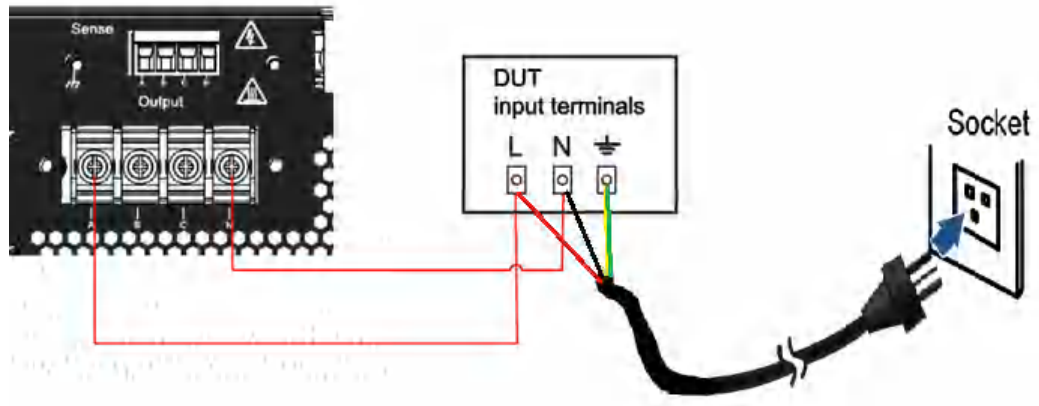 Sense
Output
A B C N
DUT
input terminals
L N
Socket